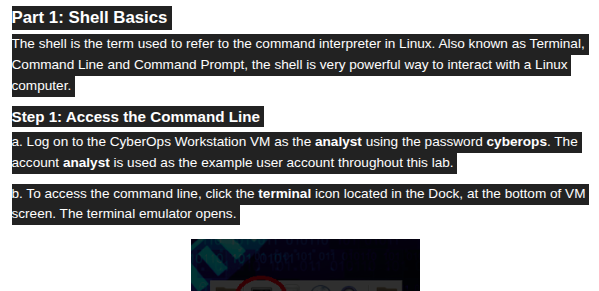 Part 1: Shell Basics
The shell is the term used to refer to the command interpreter in Linux. Also known as Terminal,
Command Line and Command Prompt, the shell is very powerful way to interact with a Linux
computer.
Step 1: Access the Command Line
a. Log on to the CyberOps Workstation VM as the analyst using the password cyberops. The
account analyst is used as the example user account throughout this lab.
b. To access the command line, click the terminal icon located in the Dock, at the bottom of VM
screen. The terminal emulator opens.